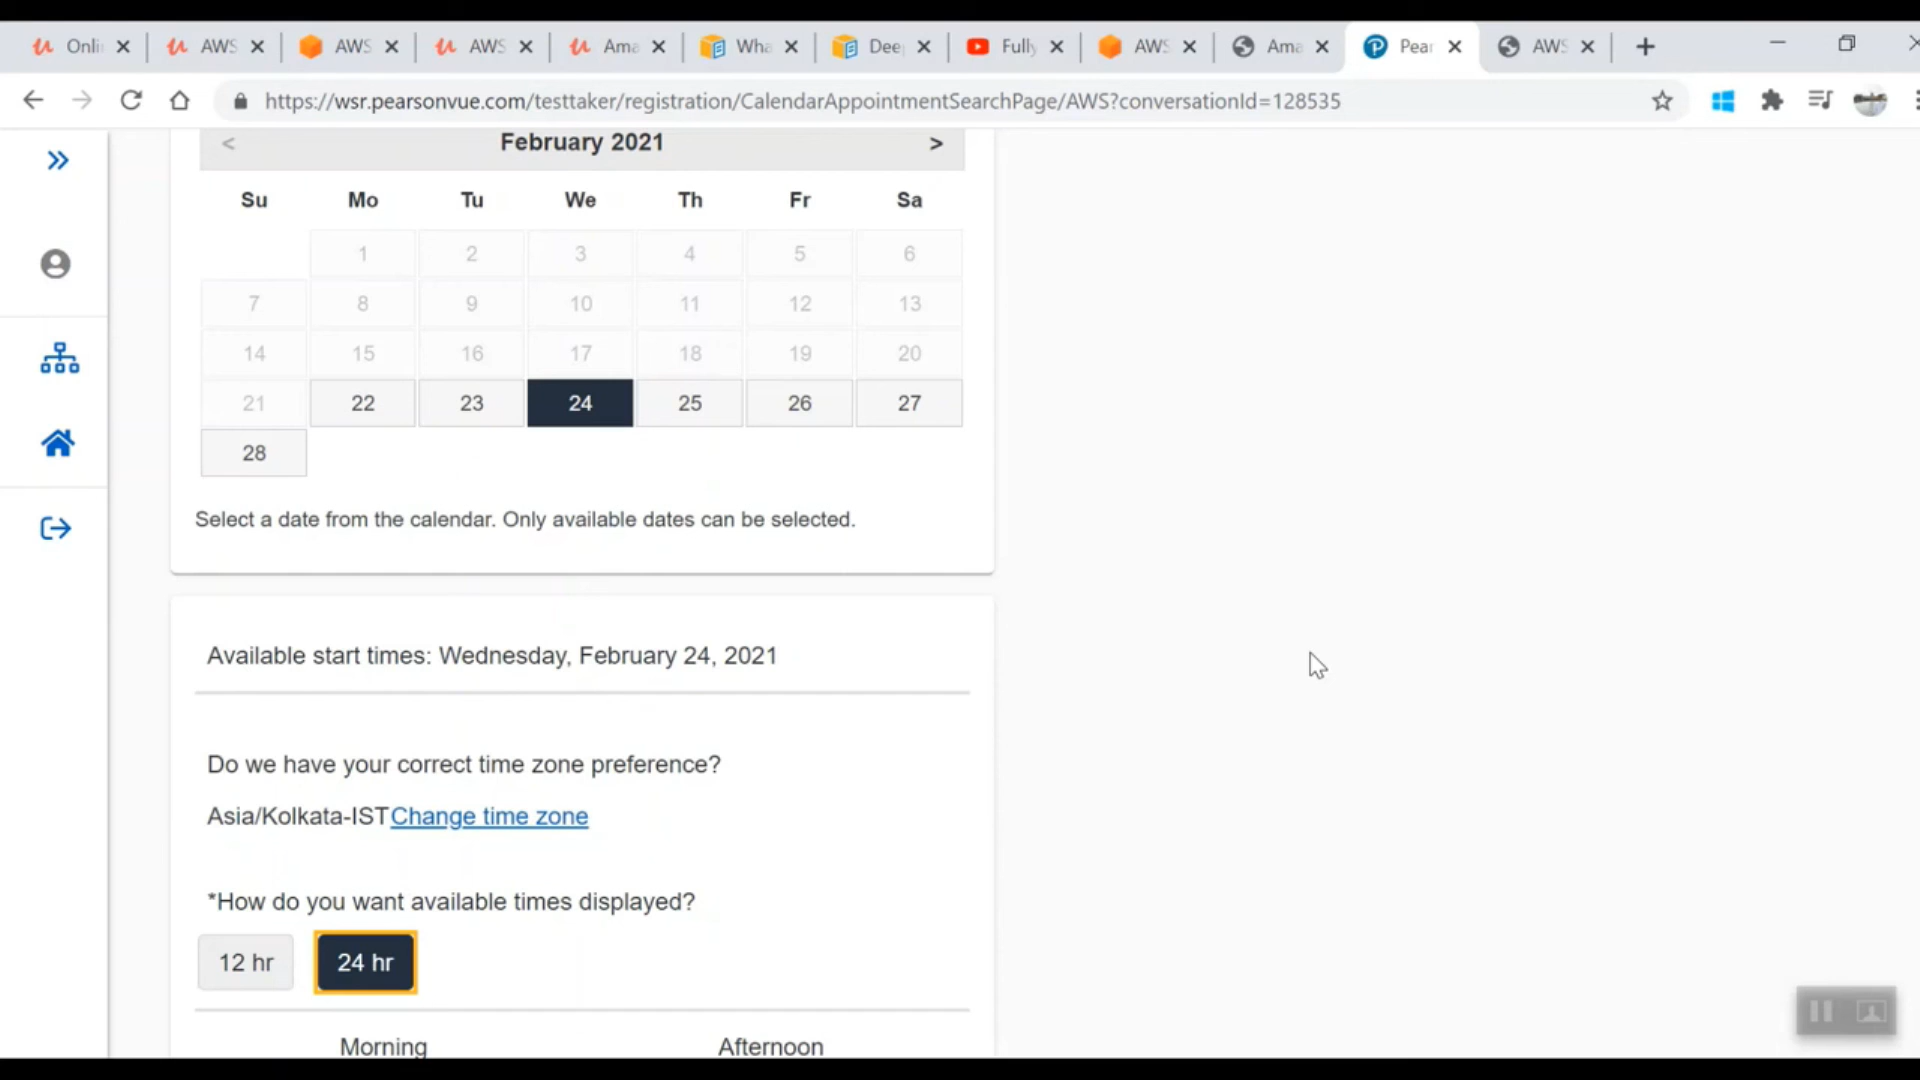 Onli AWS AWS AWS Ama Wha Dee Fully AWS Ama Pear AWS
https://wsr.pearsonvue.com/testtaker/registration/CalendarAppointmentSearchPage/AWS?conversationId=128535
< February 2021 >
Su Mo Tu We Th Fr Sa
1 2 3 4 5 6
7 8 9 10 11 12 13
14 15 16 17 18 19 20
21 22 23 24 25 26 27
28
Select a date from the calendar. Only available dates can be selected.
Available start times: Wednesday, February 24, 2021
Do we have your correct time zone preference?
Asia/Kolkata-ISTChange time zone
*How do you want available times displayed?
12 hr 24 hr
Morning Afternoon